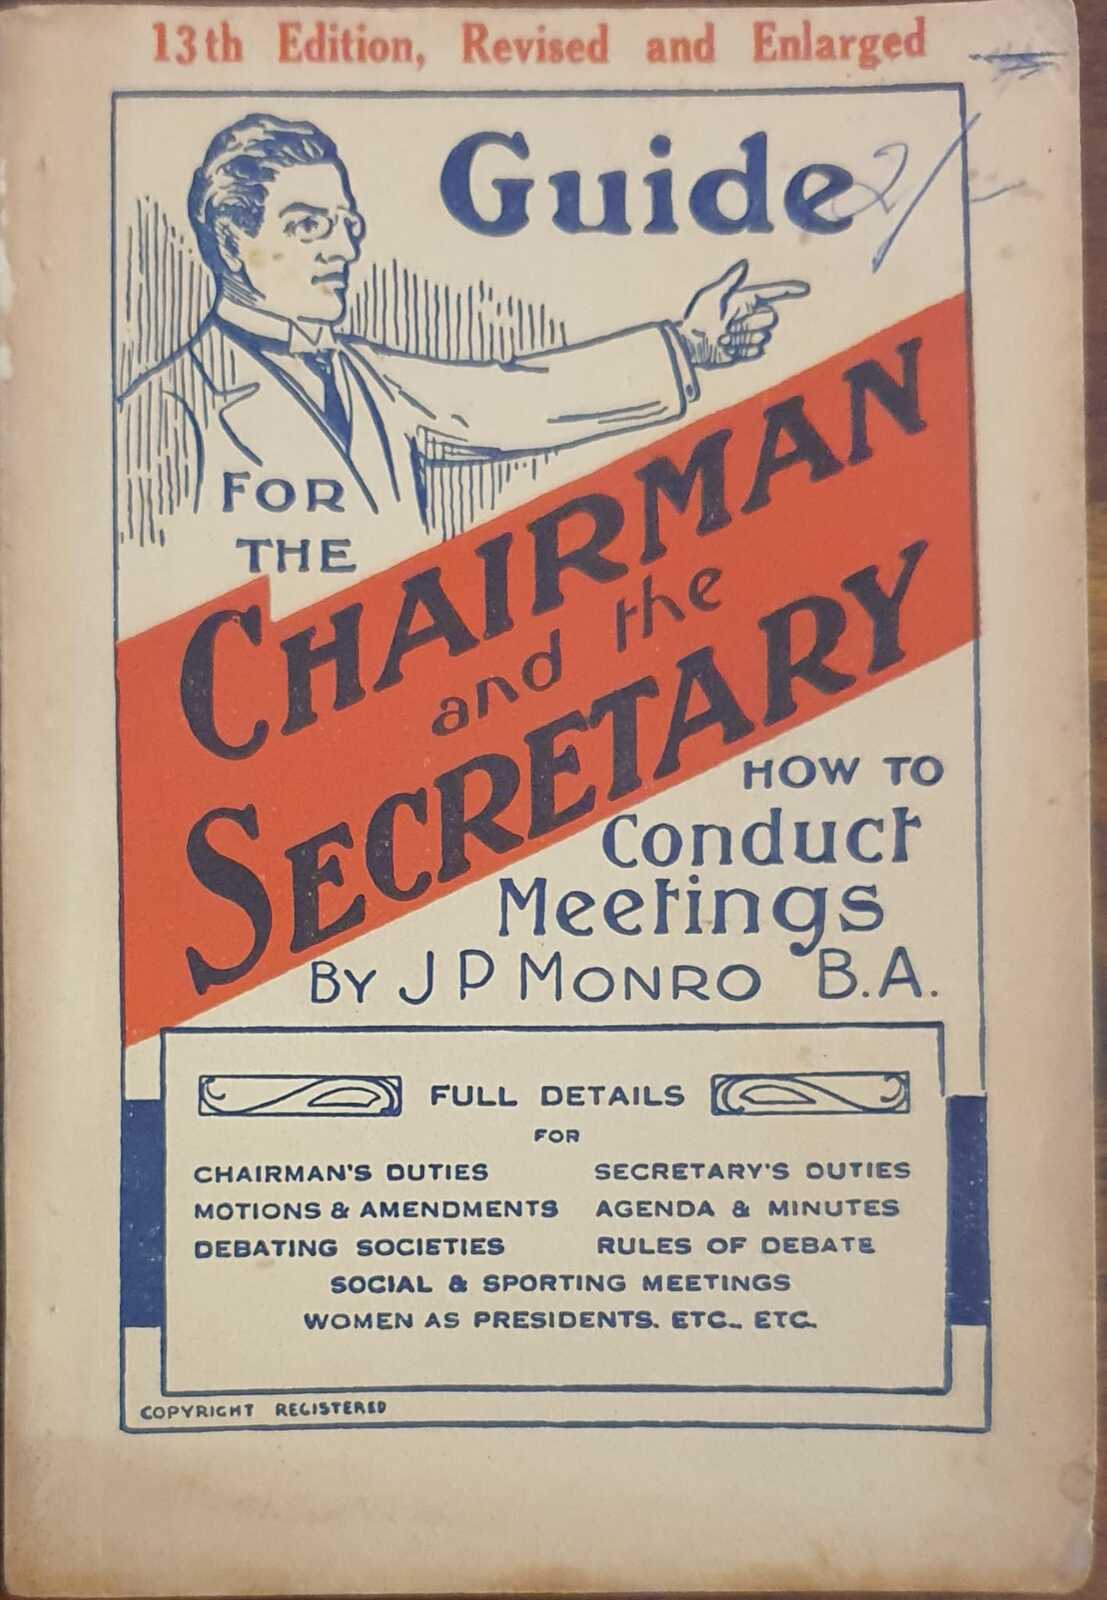 13th Edition, Revised and Enlarged
Guide 2/-
FOR
THE
CHAIRMAN
and the
SECRETARY
HOW TO
Conduct
Meetings
BY J P MONRO B.A.
FULL DETAILS
FOR
CHAIRMAN'S DUTIES SECRETARY'S DUTIES
MOTIONS & AMENDMENTS AGENDA & MINUTES
DEBATING SOCIETIES RULES OF DEBATE
SOCIAL & SPORTING MEETINGS
WOMEN AS PRESIDENTS. ETC., ETC.
COPYRIGHT REGISTERED